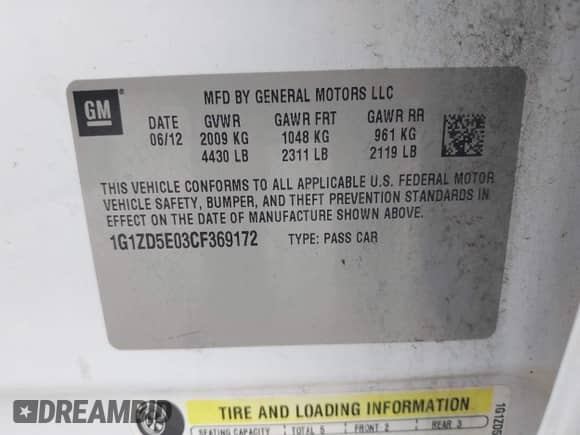 GM
MFD BY GENERAL MOTORS LLC
DATE GVWR GAWR FRT GAWR RR
06/12 2009 KG 1048 KG 961 KG
4430 LB 2311 LB 2119 LB
THIS VEHICLE CONFORMS TO ALL APPLICABLE U.S. FEDERAL MOTOR
VEHICLE SAFETY, BUMPER, AND THEFT PREVENTION STANDARDS IN
EFFECT ON THE DATE OF MANUFACTURE SHOWN ABOVE.
1G1ZD5E03CF369172 TYPE: PASS CAR
TIRE AND LOADING INFORMATION
SEATING CAPACITY TOTAL 5 FRONT 2 REAR 3
1G1ZD5
DREAMBID